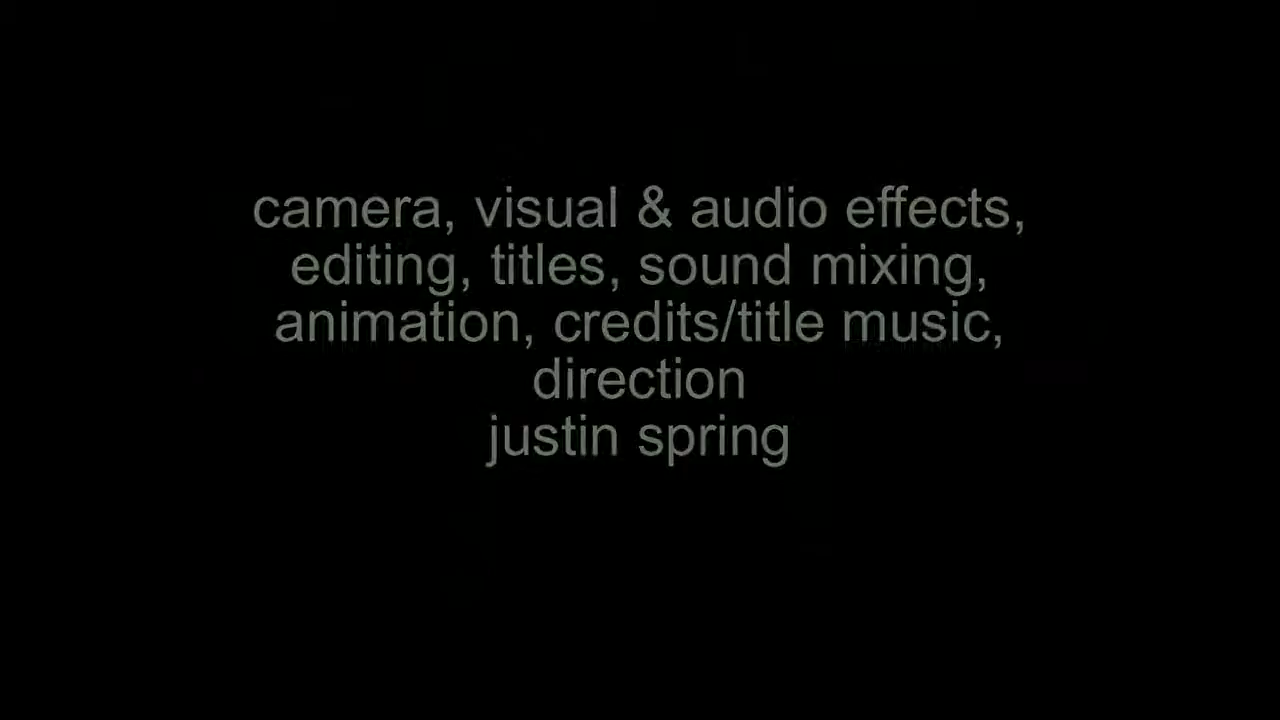 camera, visual & audio effects,
editing, titles, sound mixing,
animation, credits/title music,
direction
justin spring